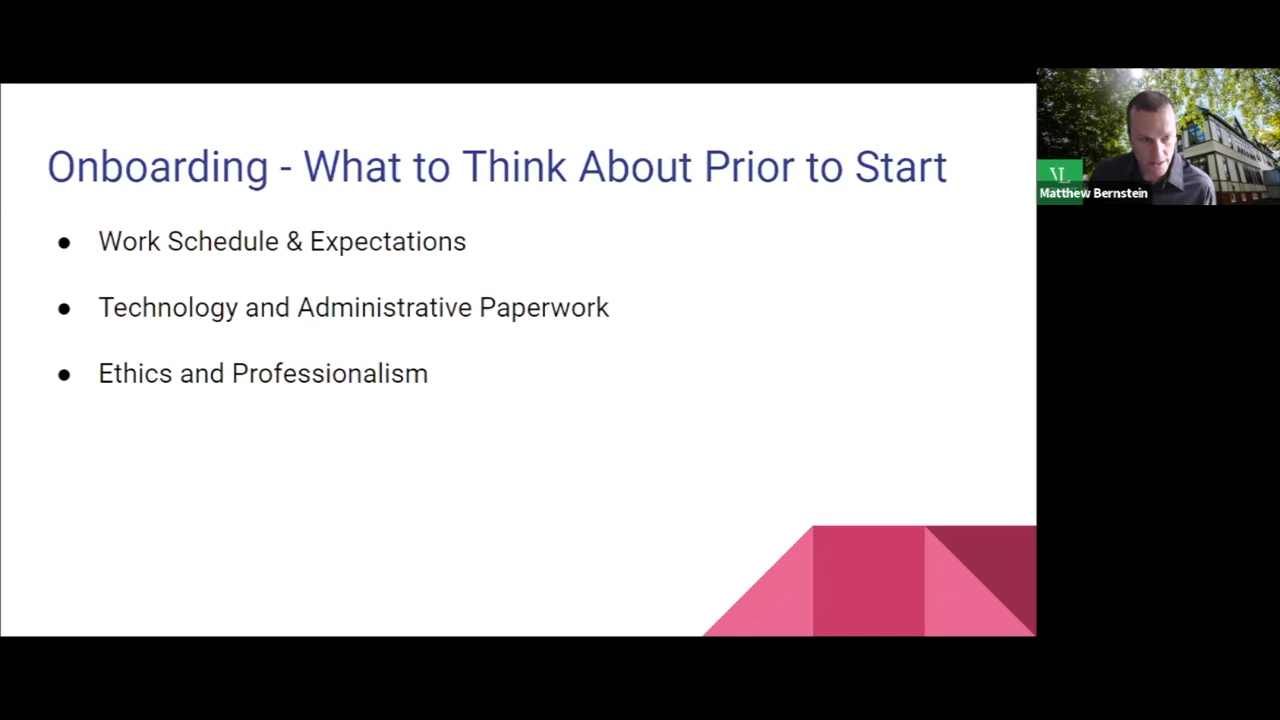 Onboarding - What to Think About Prior to Start
● Work Schedule & Expectations
● Technology and Administrative Paperwork
● Ethics and Professionalism
VL
Matthew Bernstein